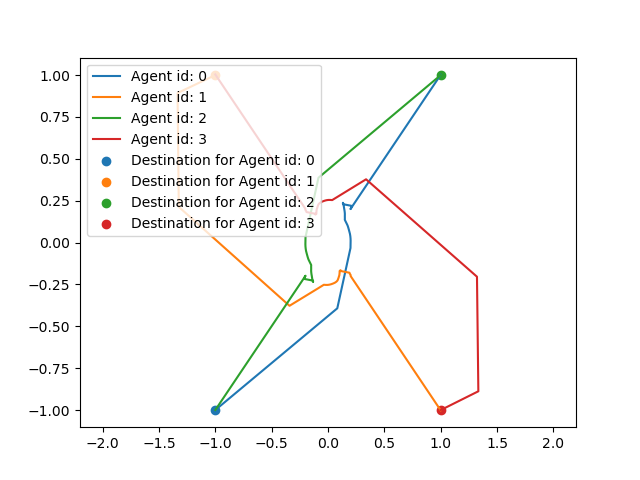 1.00
0.75
0.50
0.25
0.00
−0.25
−0.50
−0.75
−1.00
Agent id: 0
Agent id: 1
Agent id: 2
Agent id: 3
Destination for Agent id: 0
Destination for Agent id: 1
Destination for Agent id: 2
Destination for Agent id: 3
−2.0 −1.5 −1.0 −0.5 0.0 0.5 1.0 1.5 2.0